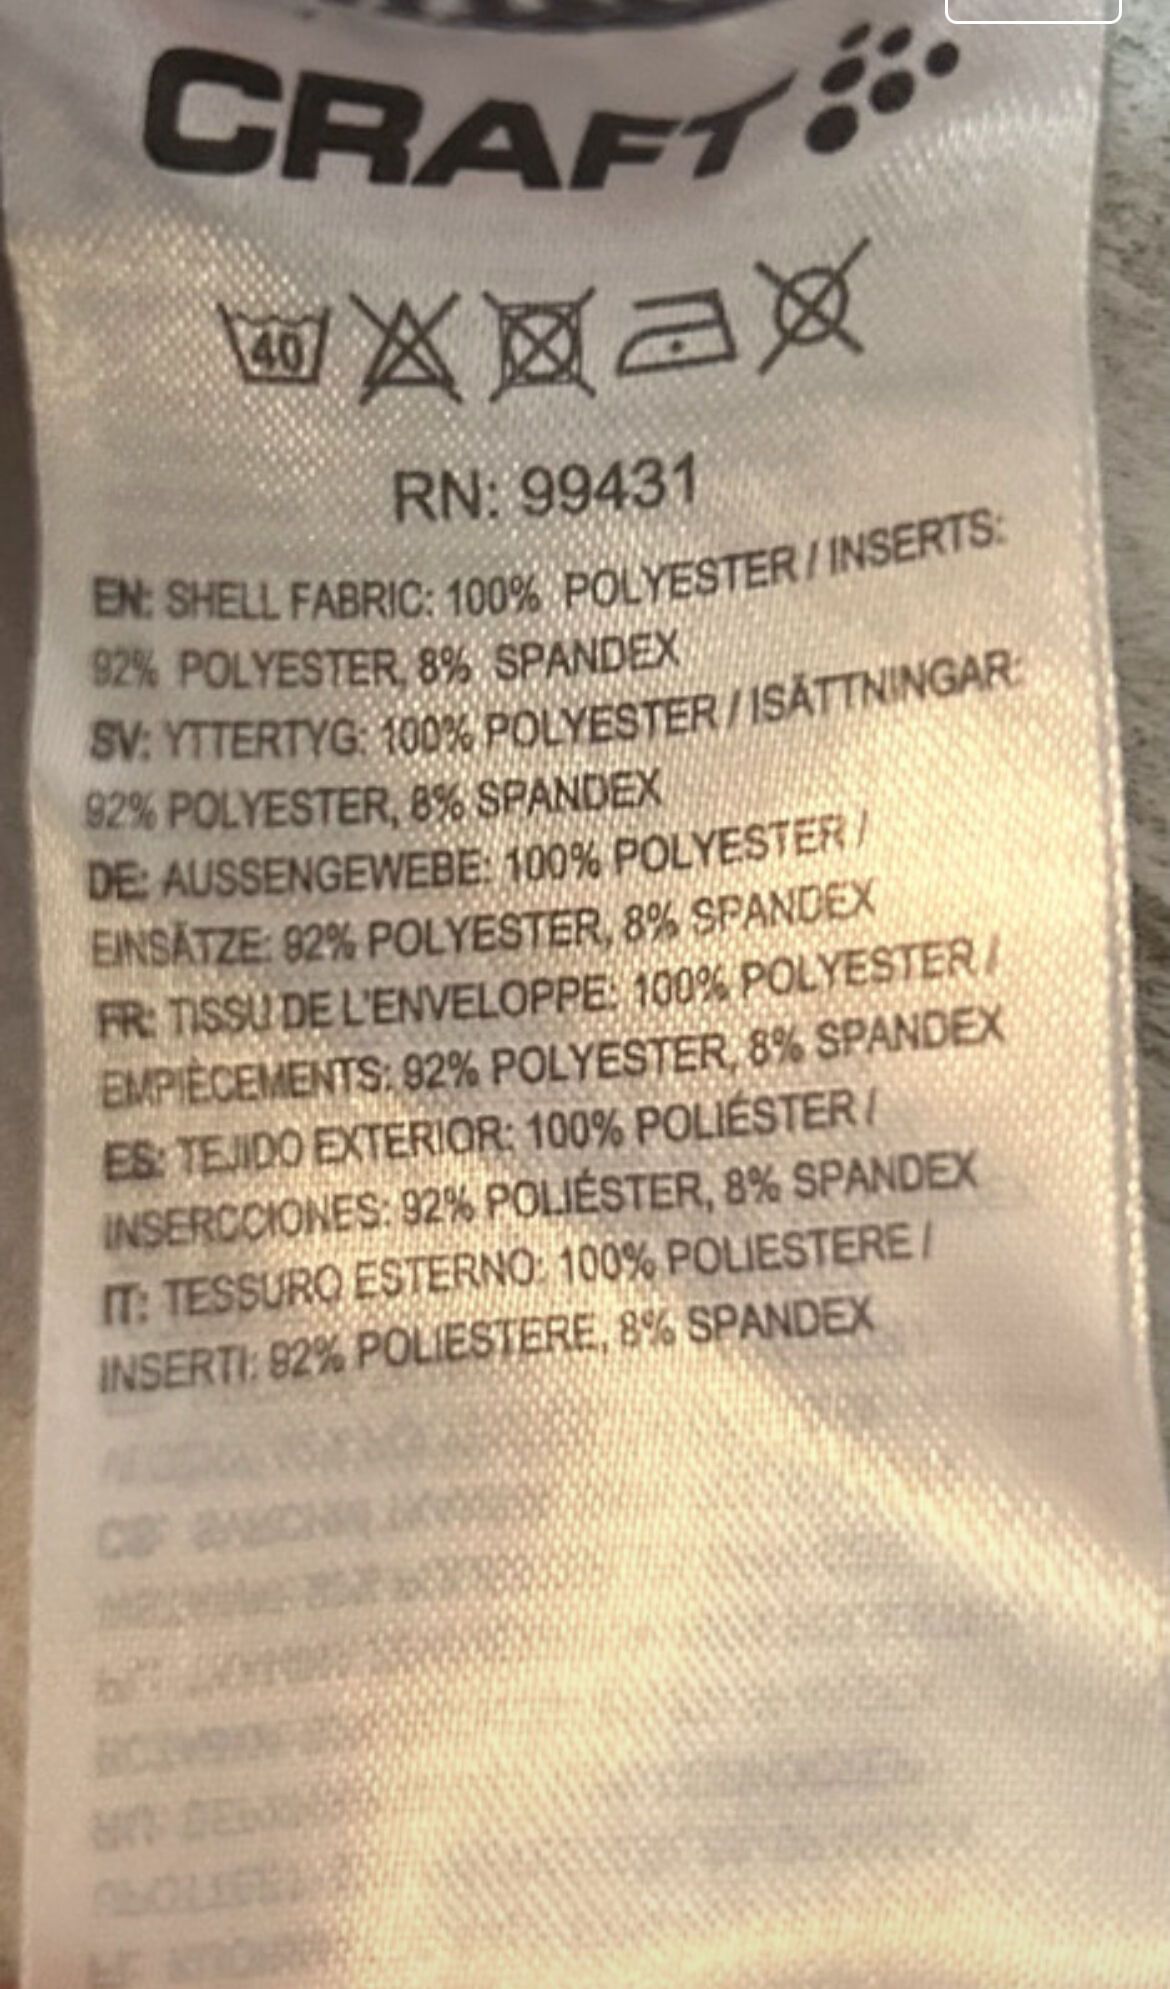 CRAFT
40
RN: 99431
EN: SHELL FABRIC: 100% POLYESTER / INSERTS:
92% POLYESTER, 8% SPANDEX
SV: YTTERTYG: 100% POLYESTER / ISÄTTNINGAR:
92% POLYESTER, 8% SPANDEX
DE: AUSSENGEWEBE: 100% POLYESTER /
EINSÄTZE: 92% POLYESTER, 8% SPANDEX
FR: TISSU DE L'ENVELOPPE: 100% POLYESTER /
EMPIÈCEMENTS: 92% POLYESTER, 8% SPANDEX
ES: TEJIDO EXTERIOR: 100% POLIÉSTER /
INSERCCIONES: 92% POLIÉSTER, 8% SPANDEX
IT: TESSURO ESTERNO: 100% POLIESTERE /
INSERTI: 92% POLIESTERE, 8% SPANDEX